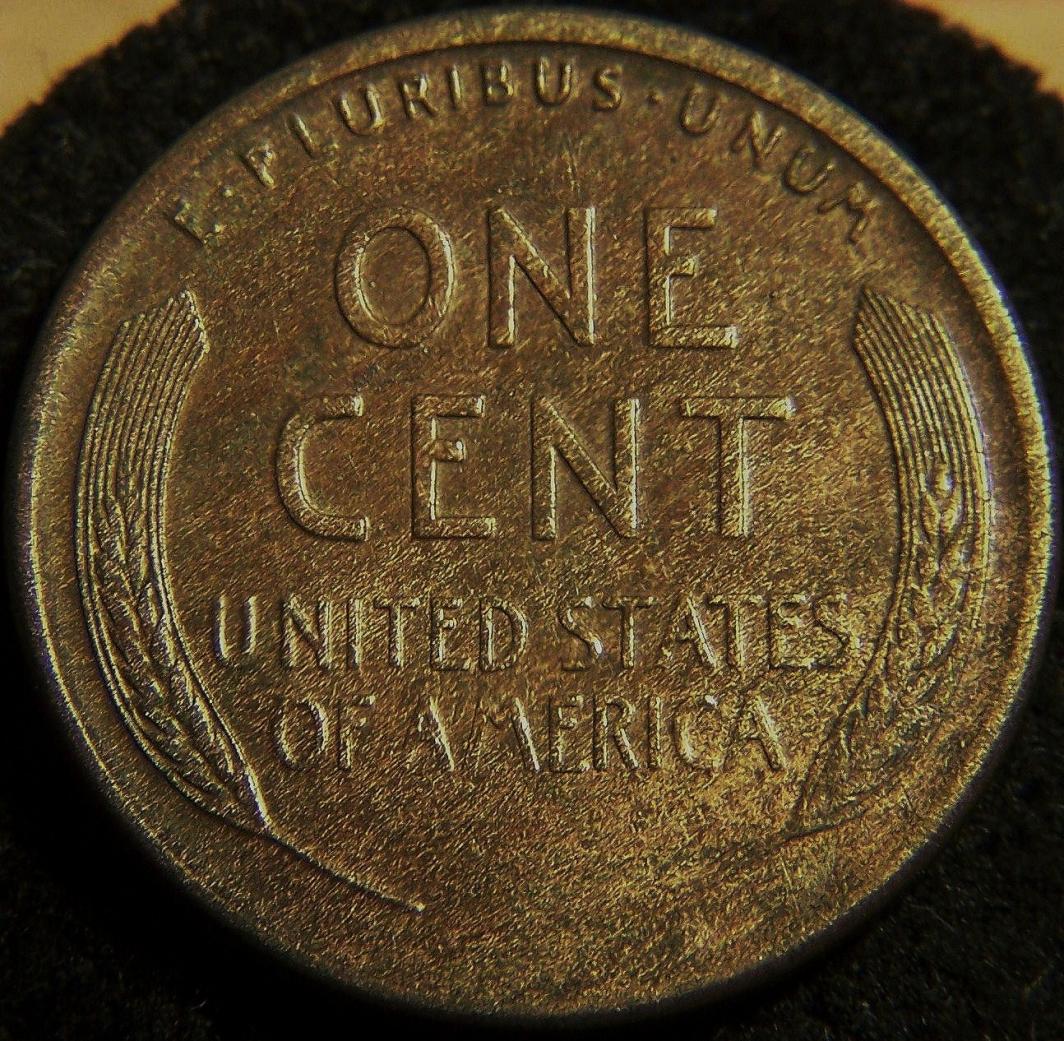 E·PLURIBUS·UNUM
ONE
CENT
UNITED STATES
OF AMERICA